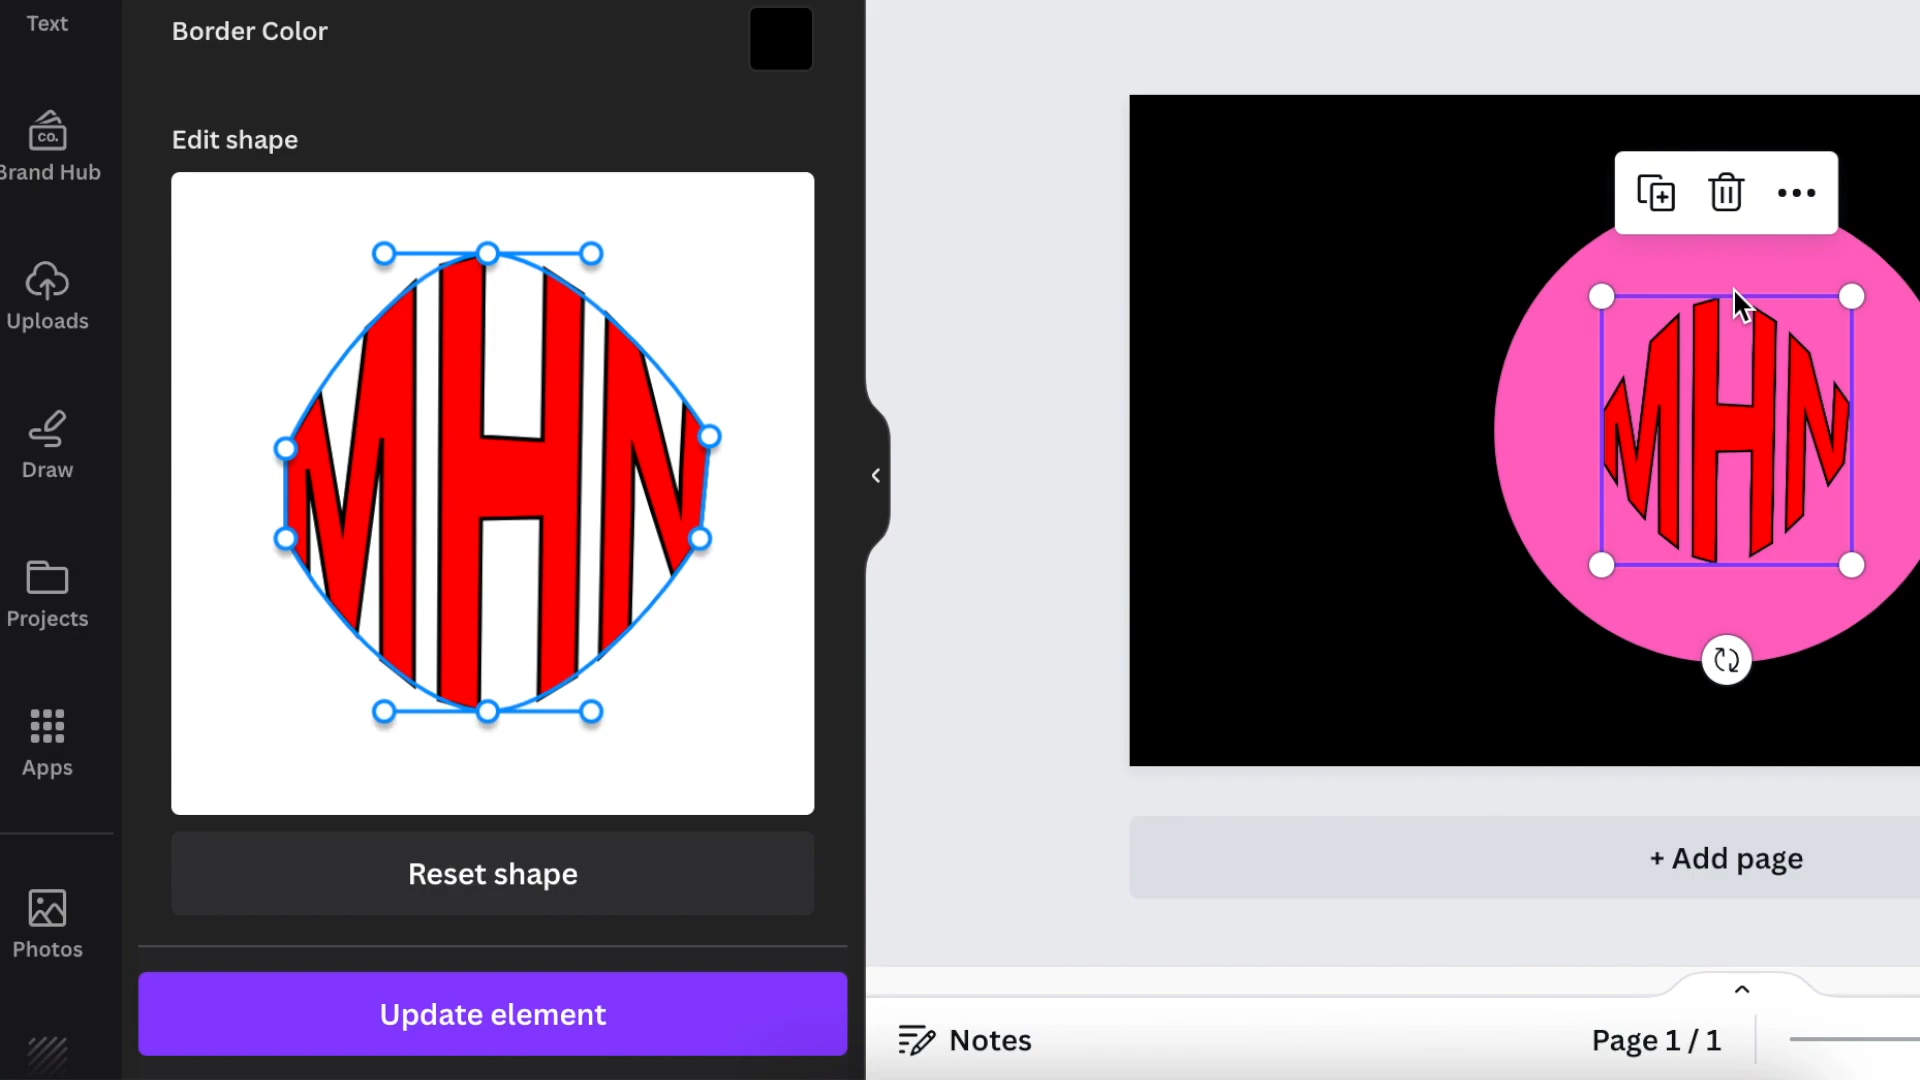 Text
Border Color
CO.
Brand Hub
Edit shape
Uploads
Draw
Projects
Apps
Photos
MHN
Reset shape
Update element
MHN
+ Add page
Notes
Page 1 / 1